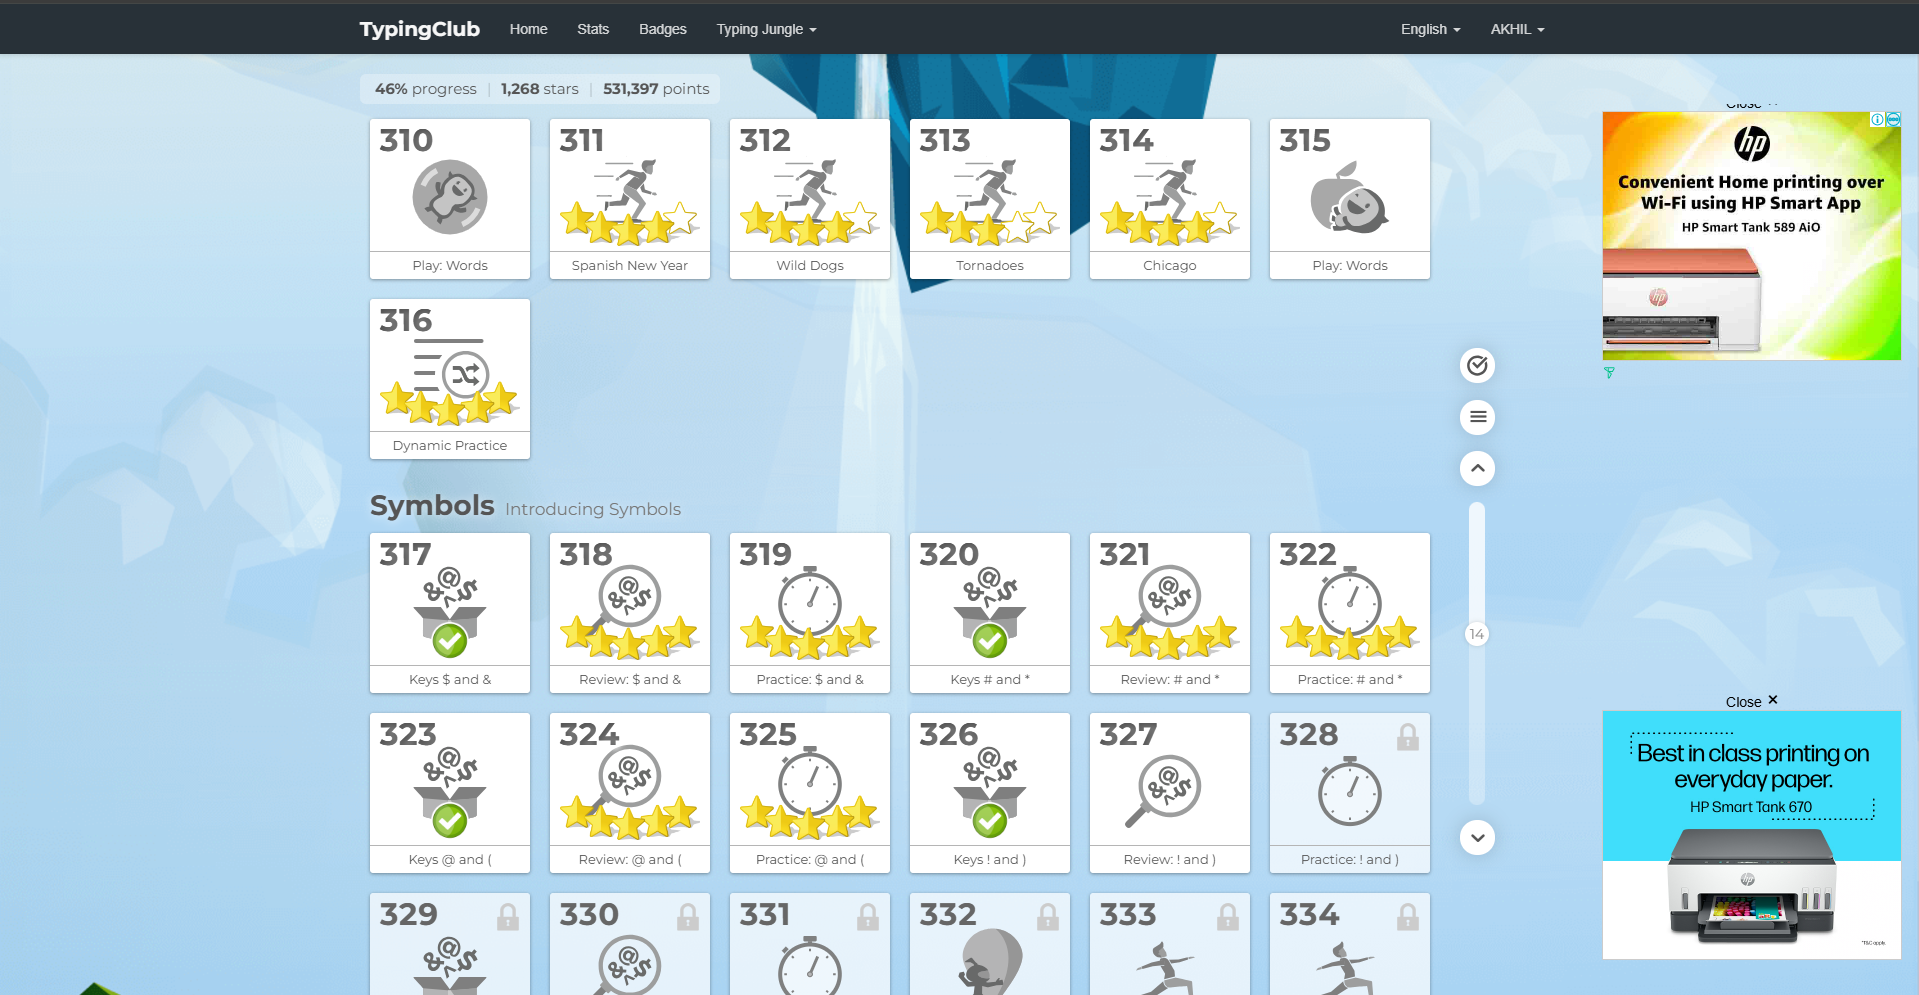 TypingClub Home Stats Badges Typing Jungle English AKHIL
46% progress | 1,268 stars | 531,397 points
310 311 312 313 314 315
Play: Words Spanish New Year Wild Dogs Tornadoes Chicago Play: Words
316
Dynamic Practice
Symbols Introducing Symbols
317 318 319 320 321 322
Keys $ and & Review: $ and & Practice: $ and & Keys # and * Review: # and * Practice: # and *
14
323 324 325 326 327 328
Keys @ and ( Review: @ and ( Practice: @ and ( Keys ! and ) Review: ! and ) Practice: ! and )
329 330 331 332 333 334
Close
hp
Convenient Home printing over
Wi-Fi using HP Smart App
HP Smart Tank 589 AiO
hp
Close ×
Best in class printing on
everyday paper.
HP Smart Tank 670
hp
*T&C apply.